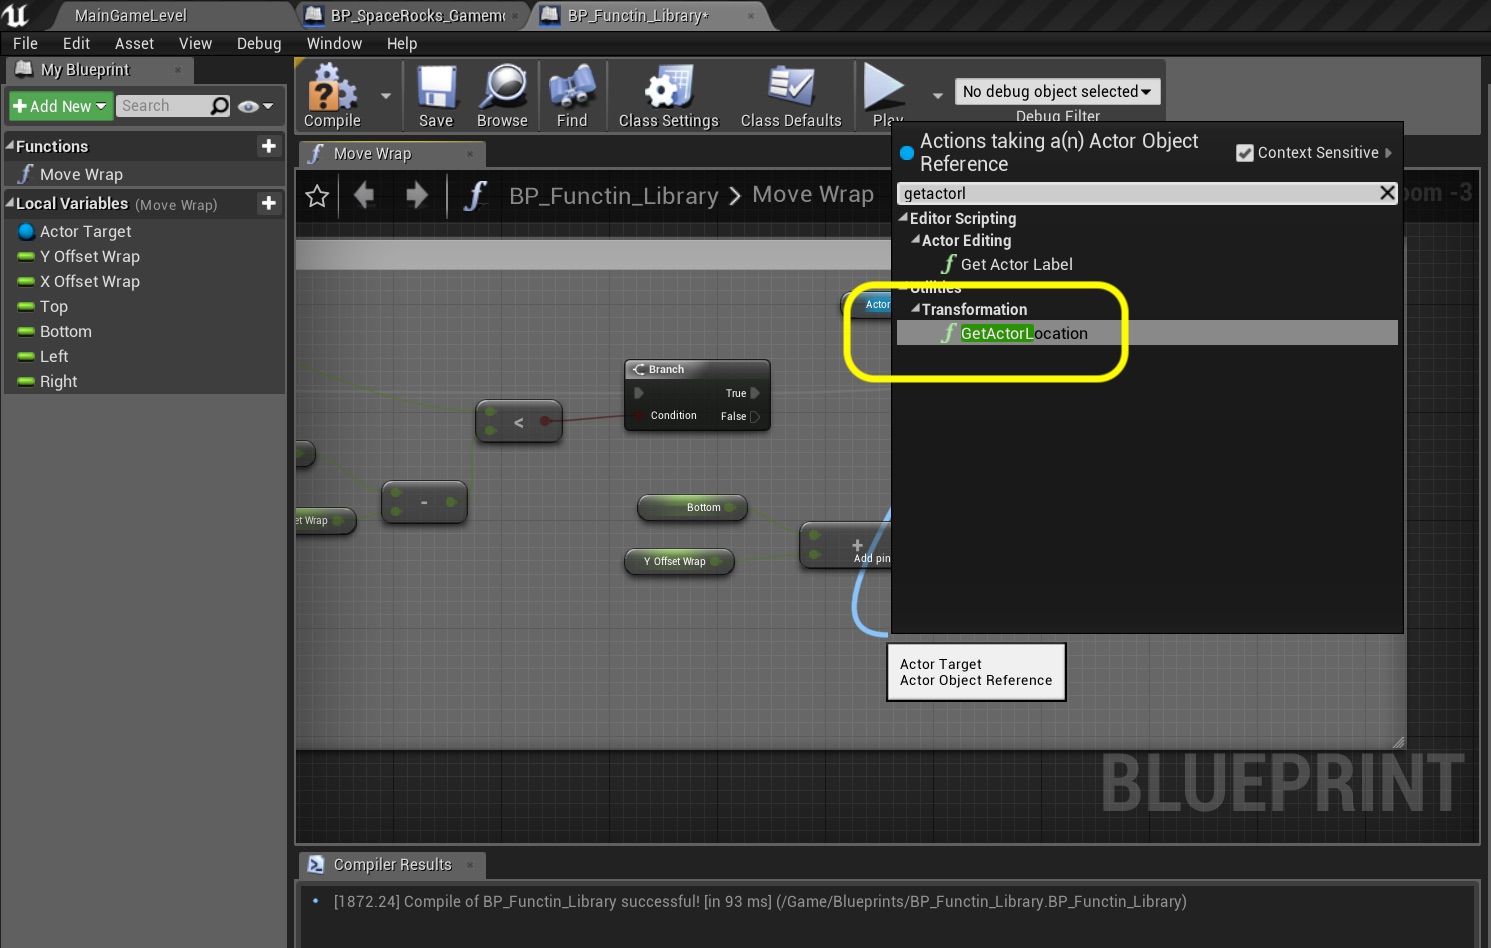 MainGameLevel
BP_SpaceRocks_Gamem
BP_Functin_Library*
File Edit Asset View Debug Window Help
My Blueprint
Add New
Search
Functions
Move Wrap
Local Variables (Move Wrap)
Actor Target
Y Offset Wrap
X Offset Wrap
Top
Bottom
Left
Right
Compile
Save
Browse
Find
Class Settings
Class Defaults
Play
No debug object selected
Debug Filter
Move Wrap
BP_Functin_Library > Move Wrap
oom -3
Actions taking a(n) Actor Object
Reference
Context Sensitive
getactorl
Editor Scripting
Actor Editing
Get Actor Label
Utilities
Transformation
GetActorLocation
Actor
Branch
True
Condition
False
<
-
et Wrap
Bottom
Y Offset Wrap
+
Add pin
Actor Target
Actor Object Reference
BLUEPRINT
Compiler Results
[1872.24] Compile of BP_Functin_Library successful! [in 93 ms] (/Game/Blueprints/BP_Functin_Library.BP_Functin_Library)